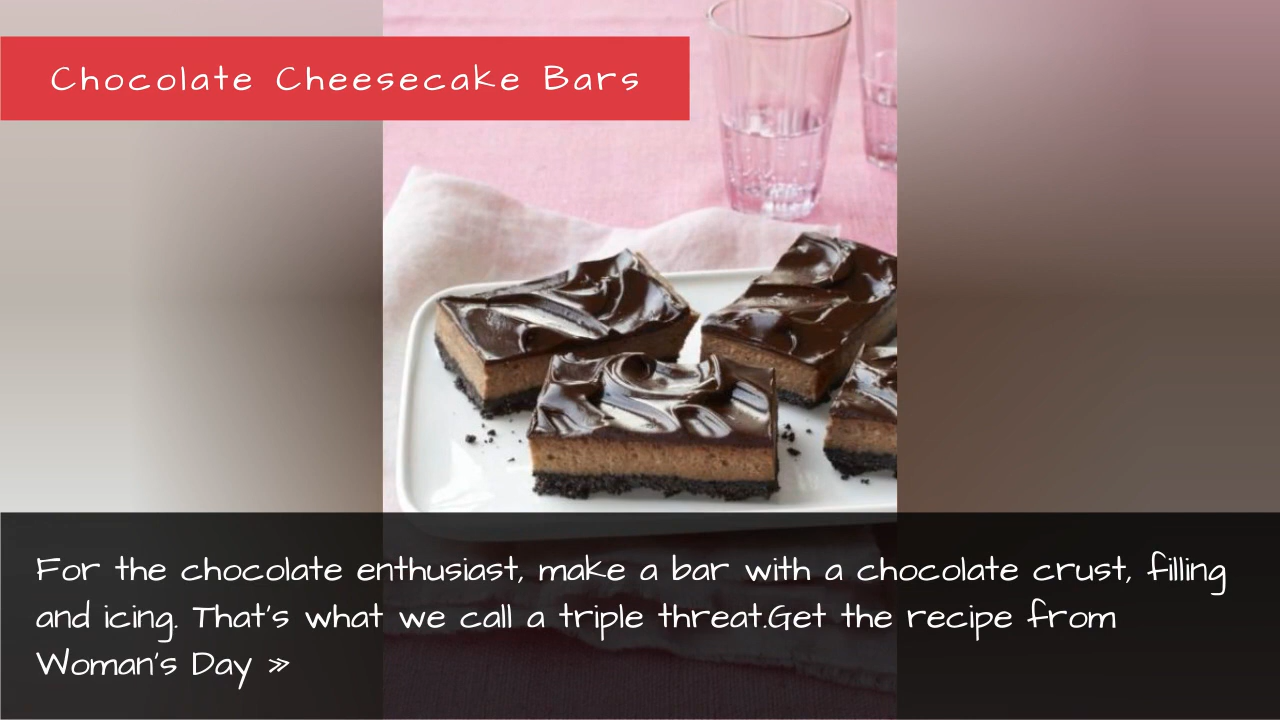 Chocolate Cheesecake Bars
For the chocolate enthusiast, make a bar with a chocolate crust, filling
and icing. That's what we call a triple threat.Get the recipe from
Woman's Day »